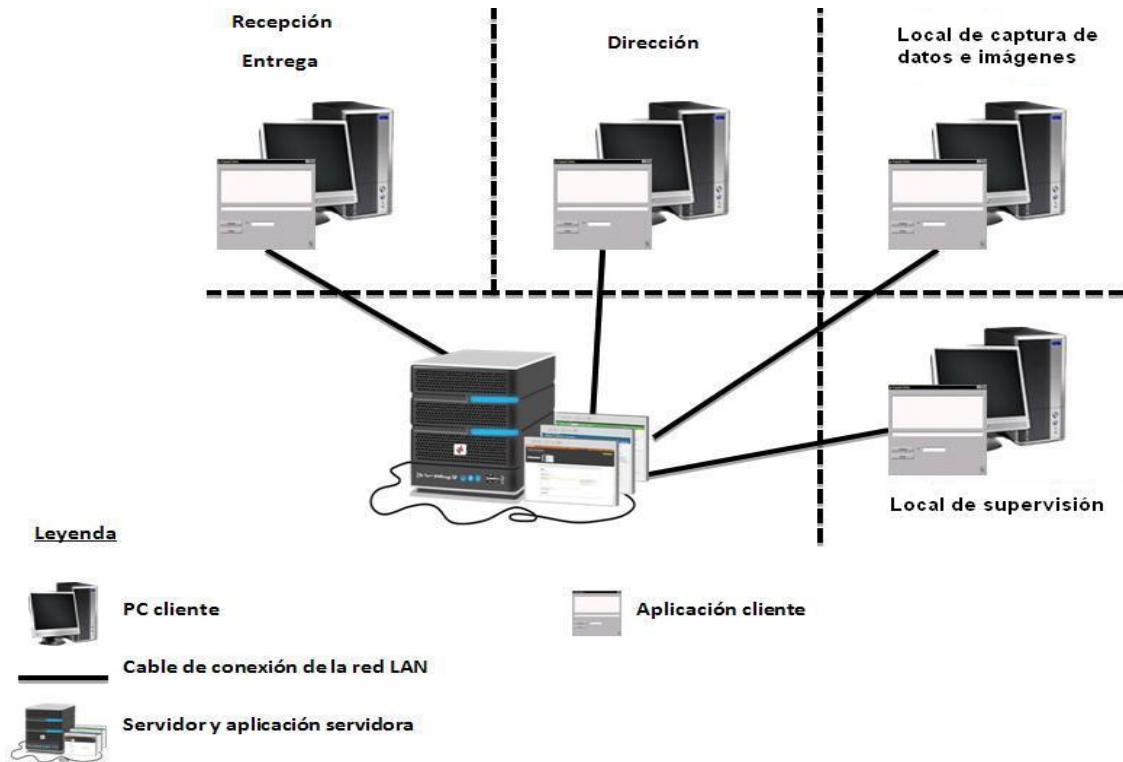 Recepción
Entrega
Dirección
Local de captura de
datos e imágenes
Local de supervisión
Leyenda
PC cliente
Aplicación cliente
Cable de conexión de la red LAN
Servidor y aplicación servidora